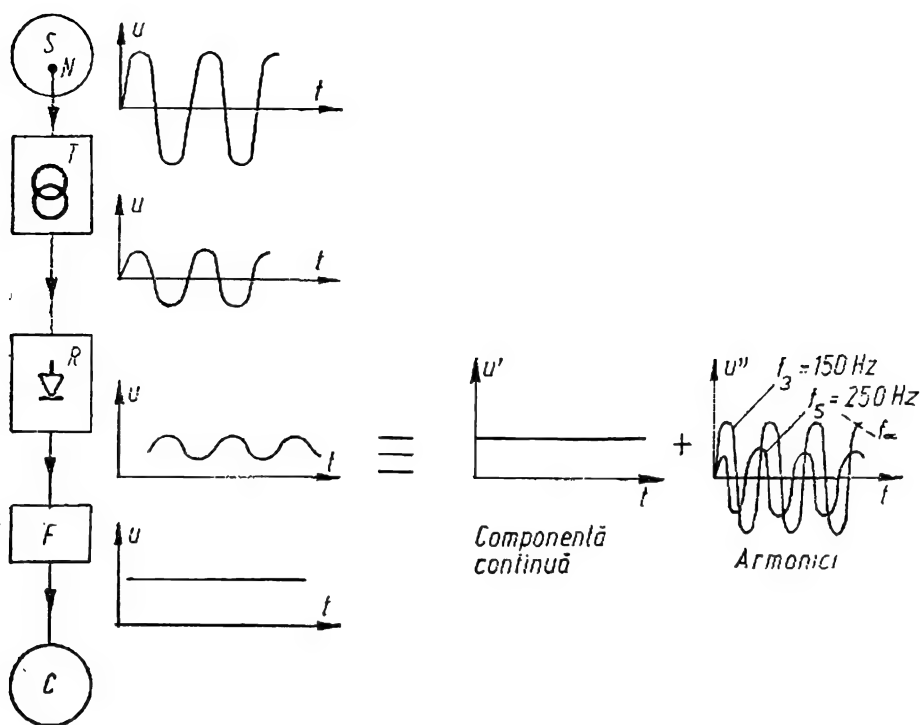 S
N
u
t
T
u
t
R
u
t
u'
t
+
u"
f₃ = 150 Hz
f₅ = 250 Hz
f∝
t
F
u
t
Componentă
continuă
Armonici
C